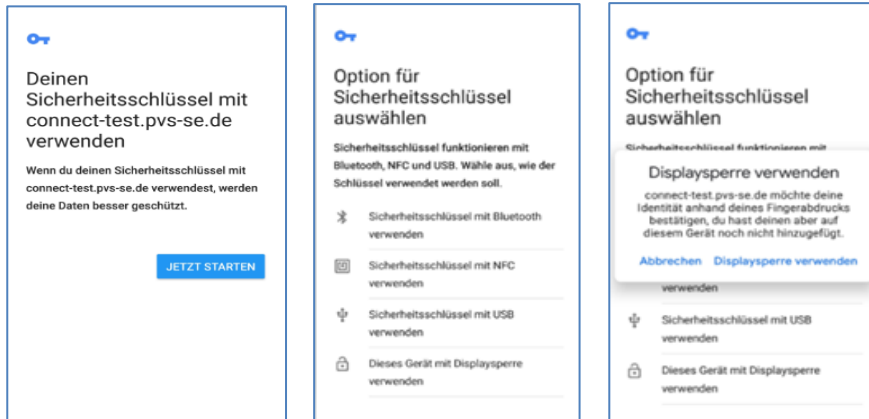 Deinen
Sicherheitsschlüssel mit
connect-test.pvs-se.de
verwenden
Wenn du deinen Sicherheitsschlüssel mit
connect-test.pvs-se.de verwendest, werden
deine Daten besser geschützt.
JETZT STARTEN
Option für
Sicherheitsschlüssel
auswählen
Sicherheitsschlüssel funktionieren mit
Bluetooth, NFC und USB. Wähle aus, wie der
Schlüssel verwendet werden soll.
Sicherheitsschlüssel mit Bluetooth
verwenden
Sicherheitsschlüssel mit NFC
verwenden
Sicherheitsschlüssel mit USB
verwenden
Dieses Gerät mit Displaysperre
verwenden
Option für
Sicherheitsschlüssel
auswählen
Sicherheitsschlüssel funktionieren mit
Displaysperre verwenden
connect-test.pvs-se.de möchte deine
Identität anhand deines Fingerabdrucks
bestätigen, du hast deinen aber auf
diesem Gerät noch nicht hinzugefügt.
Abbrechen Displaysperre verwenden
verwenden
Sicherheitsschlüssel mit USB
verwenden
Dieses Gerät mit Displaysperre
verwenden